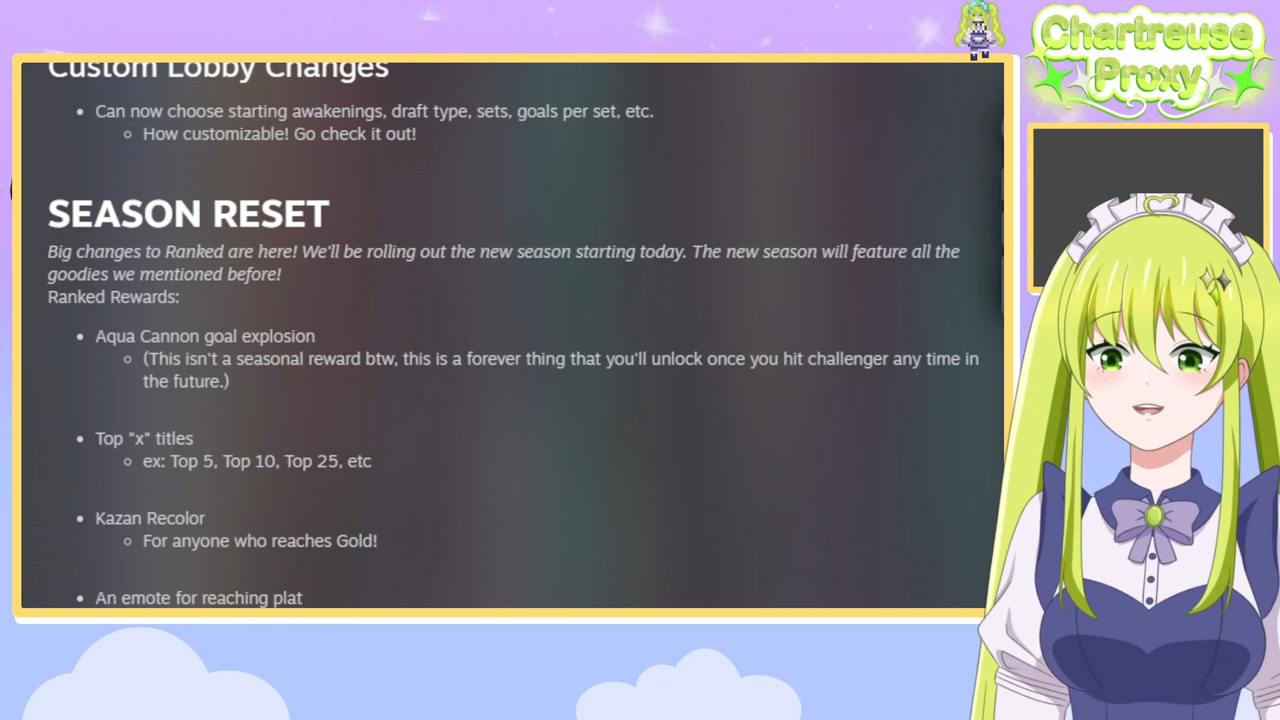 Chartreuse
Proxy
Custom Lobby Changes
• Can now choose starting awakenings, draft type, sets, goals per set, etc.
◦ How customizable! Go check it out!
SEASON RESET
Big changes to Ranked are here! We'll be rolling out the new season starting today. The new season will feature all the
goodies we mentioned before!
Ranked Rewards:
• Aqua Cannon goal explosion
◦ (This isn't a seasonal reward btw, this is a forever thing that you'll unlock once you hit challenger any time in
the future.)
• Top "x" titles
◦ ex: Top 5, Top 10, Top 25, etc
• Kazan Recolor
◦ For anyone who reaches Gold!
• An emote for reaching plat